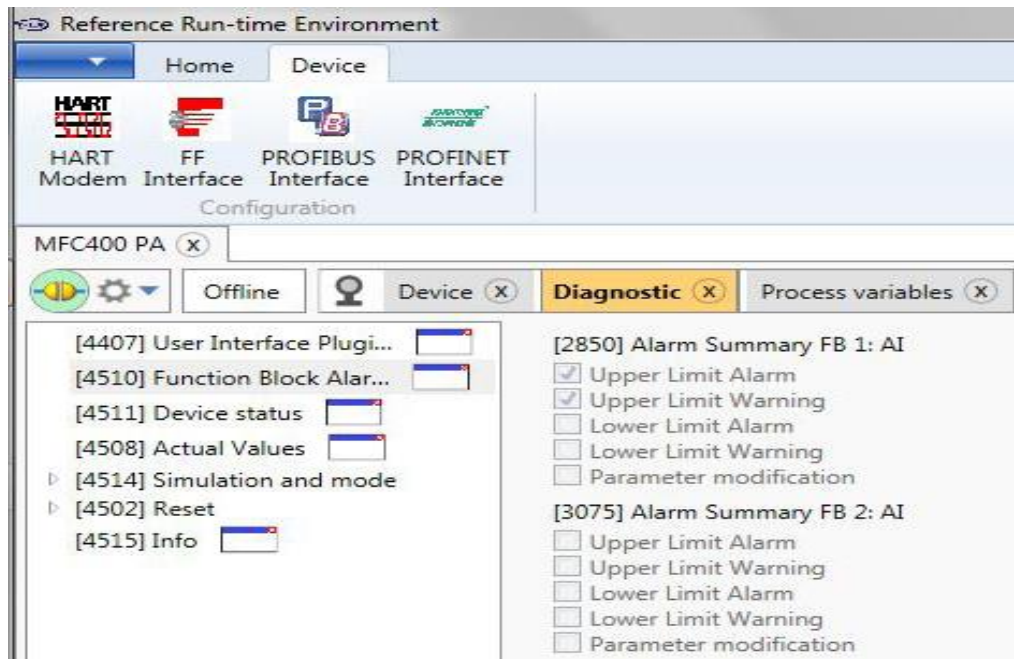 Reference Run-time Environment
Home Device
HART FF PROFIBUS PROFINET
Modem Interface Interface Interface
Configuration
MFC400 PA
Offline Device Diagnostic Process variables
[4407] User Interface Plugi...
[4510] Function Block Alar...
[4511] Device status
[4508] Actual Values
[4514] Simulation and mode
[4502] Reset
[4515] Info
[2850] Alarm Summary FB 1: AI
Upper Limit Alarm
Upper Limit Warning
Lower Limit Alarm
Lower Limit Warning
Parameter modification
[3075] Alarm Summary FB 2: AI
Upper Limit Alarm
Upper Limit Warning
Lower Limit Alarm
Lower Limit Warning
Parameter modification